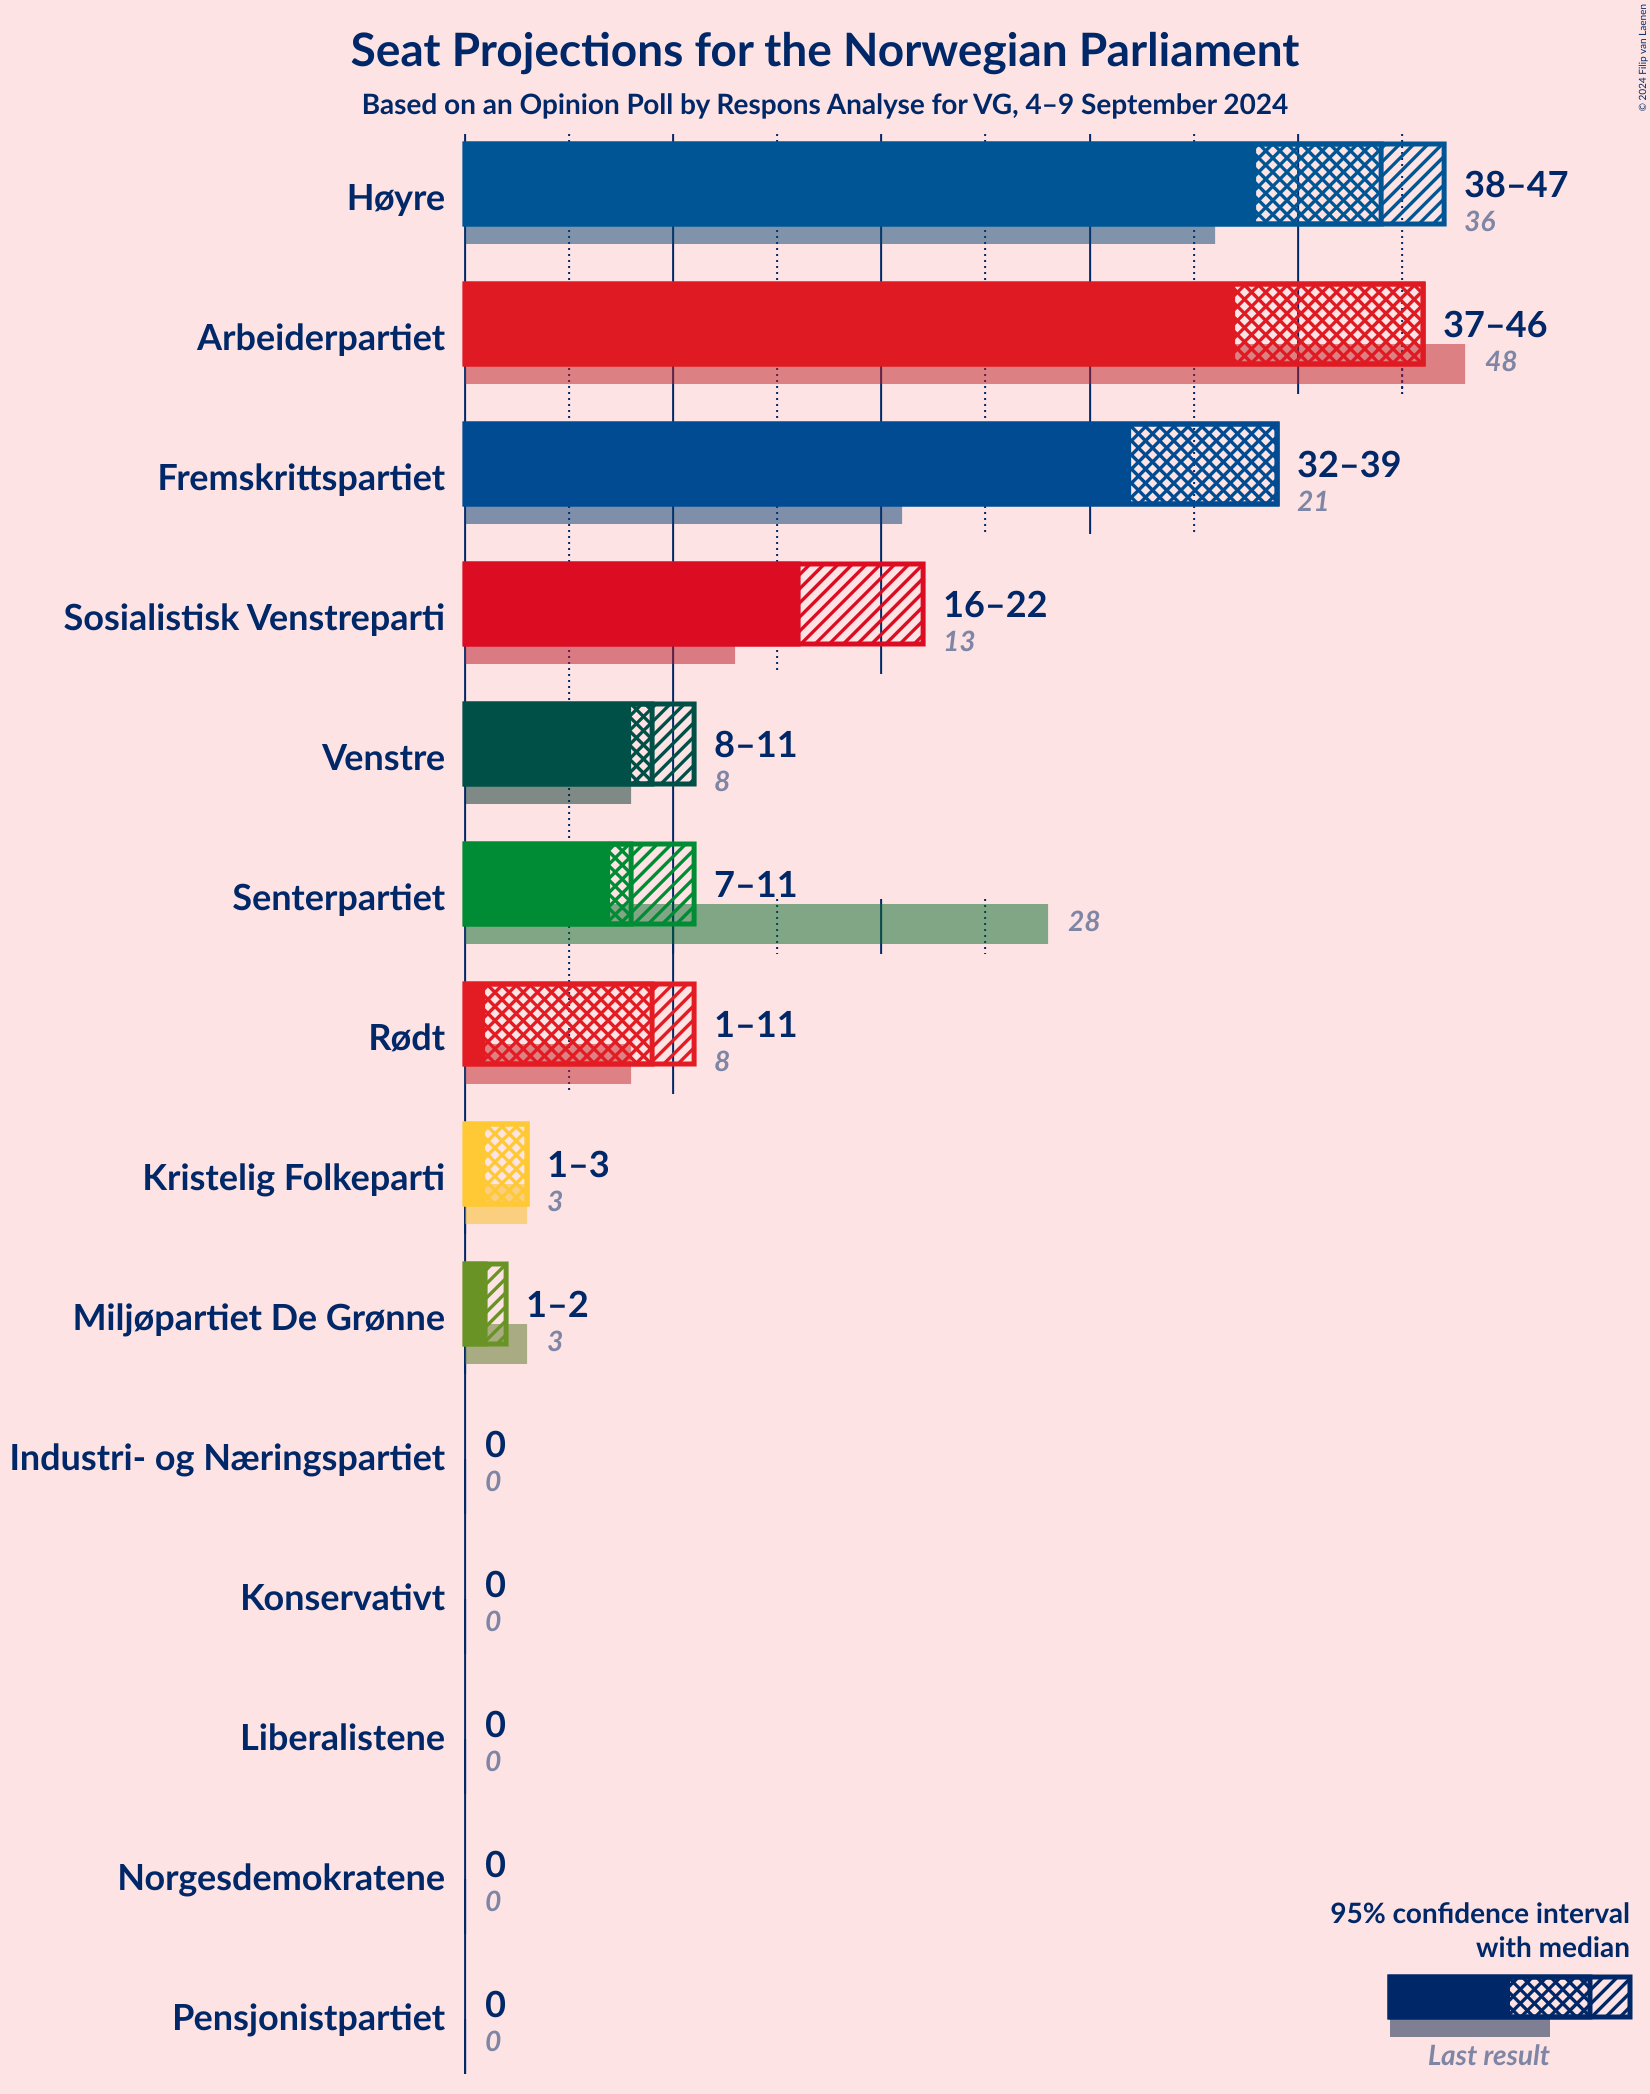 Seat Projections for the Norwegian Parliament
Based on an Opinion Poll by Respons Analyse for VG, 4–9 September 2024
© 2024 Filip van Laenen
Høyre
38–47
36
Arbeiderpartiet
37–46
48
Fremskrittspartiet
32–39
21
Sosialistisk Venstreparti
16–22
13
Venstre
8–11
8
Senterpartiet
7–11
28
Rødt
1–11
8
Kristelig Folkeparti
1–3
3
Miljøpartiet De Grønne
1–2
3
Industri- og Næringspartiet
0
0
Konservativt
0
0
Liberalistene
0
0
Norgesdemokratene
0
0
Pensjonistpartiet
0
0
95% confidence interval
with median
Last result